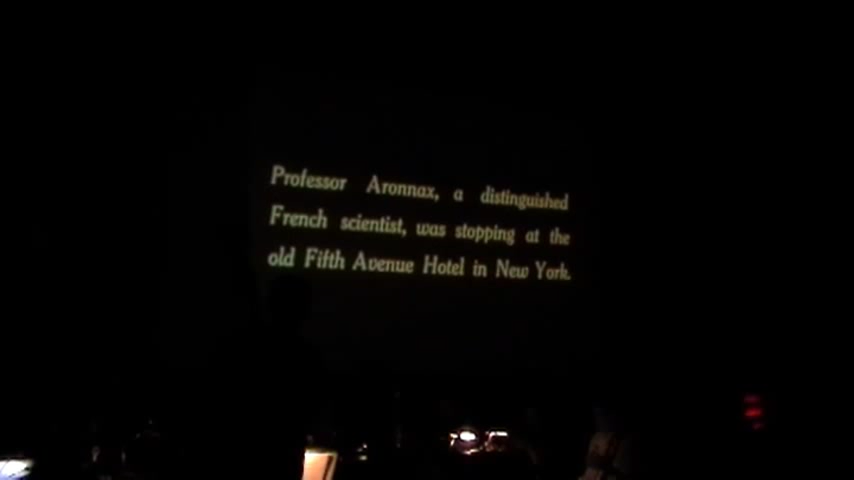 Professor Aronnax, a distinguished
French scientist, was stopping at the
old Fifth Avenue Hotel in New York.